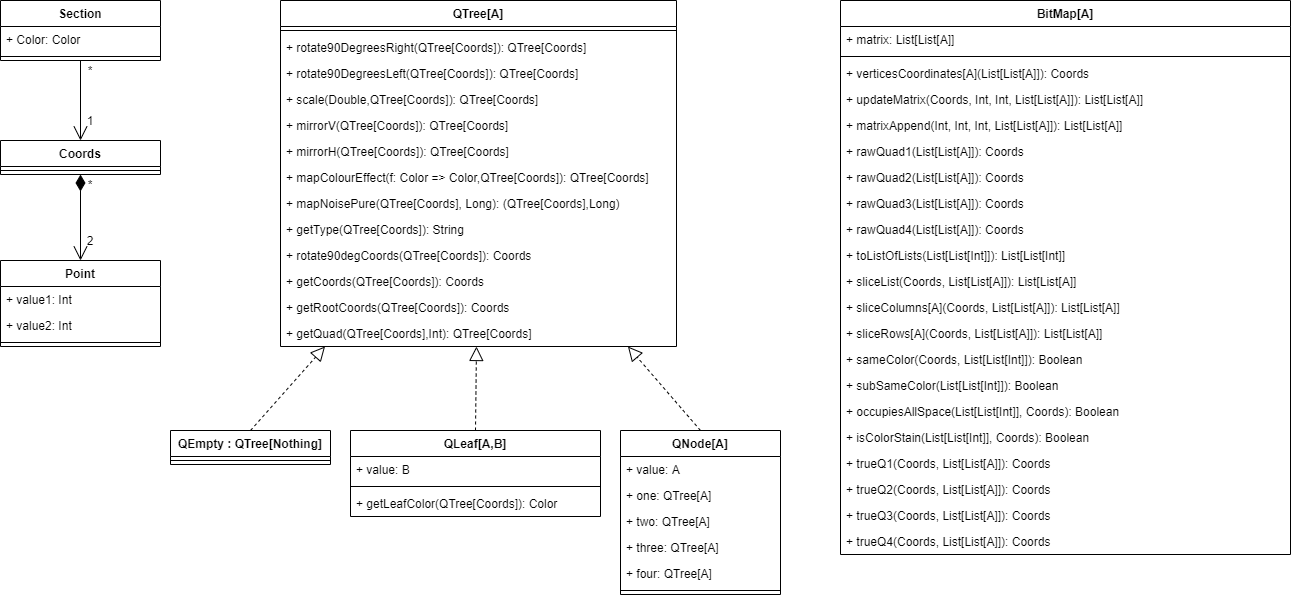 Section
+ Color: Color
*
1
Coords
*
2
Point
+ value1: Int
+ value2: Int
QTree[A]
+ rotate90DegreesRight(QTree[Coords]): QTree[Coords]
+ rotate90DegreesLeft(QTree[Coords]): QTree[Coords]
+ scale(Double,QTree[Coords]): QTree[Coords]
+ mirrorV(QTree[Coords]): QTree[Coords]
+ mirrorH(QTree[Coords]): QTree[Coords]
+ mapColourEffect(f: Color => Color,QTree[Coords]): QTree[Coords]
+ mapNoisePure(QTree[Coords], Long): (QTree[Coords],Long)
+ getType(QTree[Coords]): String
+ rotate90degCoords(QTree[Coords]): Coords
+ getCoords(QTree[Coords]): Coords
+ getRootCoords(QTree[Coords]): Coords
+ getQuad(QTree[Coords],Int): QTree[Coords]
QEmpty : QTree[Nothing]
QLeaf[A,B]
+ value: B
+ getLeafColor(QTree[Coords]): Color
QNode[A]
+ value: A
+ one: QTree[A]
+ two: QTree[A]
+ three: QTree[A]
+ four: QTree[A]
BitMap[A]
+ matrix: List[List[A]]
+ verticesCoordinates[A](List[List[A]]): Coords
+ updateMatrix(Coords, Int, Int, List[List[A]]): List[List[A]]
+ matrixAppend(Int, Int, Int, List[List[A]]): List[List[A]]
+ rawQuad1(List[List[A]]): Coords
+ rawQuad2(List[List[A]]): Coords
+ rawQuad3(List[List[A]]): Coords
+ rawQuad4(List[List[A]]): Coords
+ toListOfLists(List[List[Int]]): List[List[Int]]
+ sliceList(Coords, List[List[A]]): List[List[A]]
+ sliceColumns[A](Coords, List[List[A]]): List[List[A]]
+ sliceRows[A](Coords, List[List[A]]): List[List[A]]
+ sameColor(Coords, List[List[Int]]): Boolean
+ subSameColor(List[List[Int]]): Boolean
+ occupiesAllSpace(List[List[Int]], Coords): Boolean
+ isColorStain(List[List[Int]], Coords): Boolean
+ trueQ1(Coords, List[List[A]]): Coords
+ trueQ2(Coords, List[List[A]]): Coords
+ trueQ3(Coords, List[List[A]]): Coords
+ trueQ4(Coords, List[List[A]]): Coords